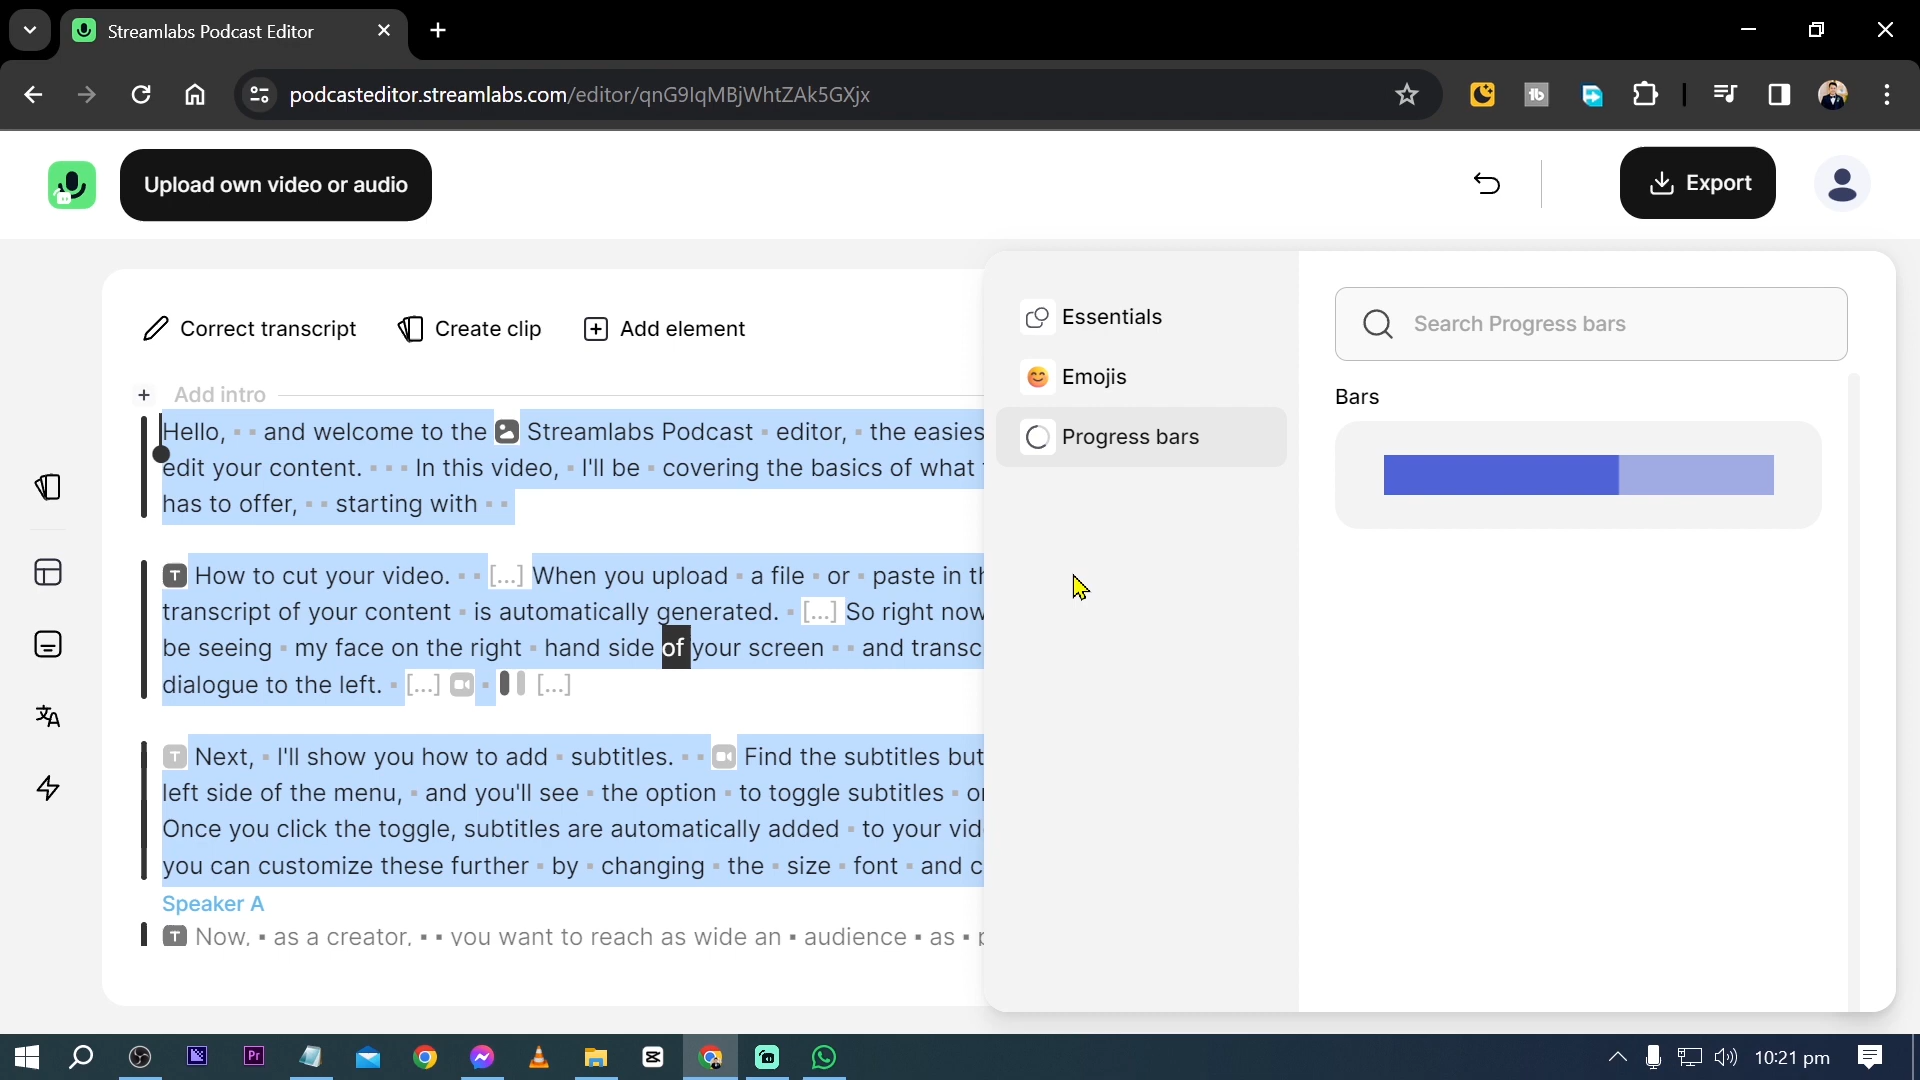 Streamlabs Podcast Editor
podcasteditor.streamlabs.com/editor/qnG9lqMBjWhtZAk5GXjx
Upload own video or audio
Export
Correct transcript
Create clip
Add element
Add intro
Hello, and welcome to the Streamlabs Podcast editor, the easies
edit your content. In this video, I'll be covering the basics of what
has to offer, starting with
T How to cut your video. [...] When you upload a file or paste in th
transcript of your content is automatically generated. [...] So right now
be seeing my face on the right hand side of your screen and transc
dialogue to the left. [...] [...]
T Next, I'll show you how to add subtitles. Find the subtitles but
left side of the menu, and you'll see the option to toggle subtitles
Once you click the toggle, subtitles are automatically added to your vid
you can customize these further by changing the size font and c
Speaker A
T Now, as a creator, you want to reach as wide an audience as
Essentials
Emojis
Progress bars
Search Progress bars
Bars
Pr
10:21 pm